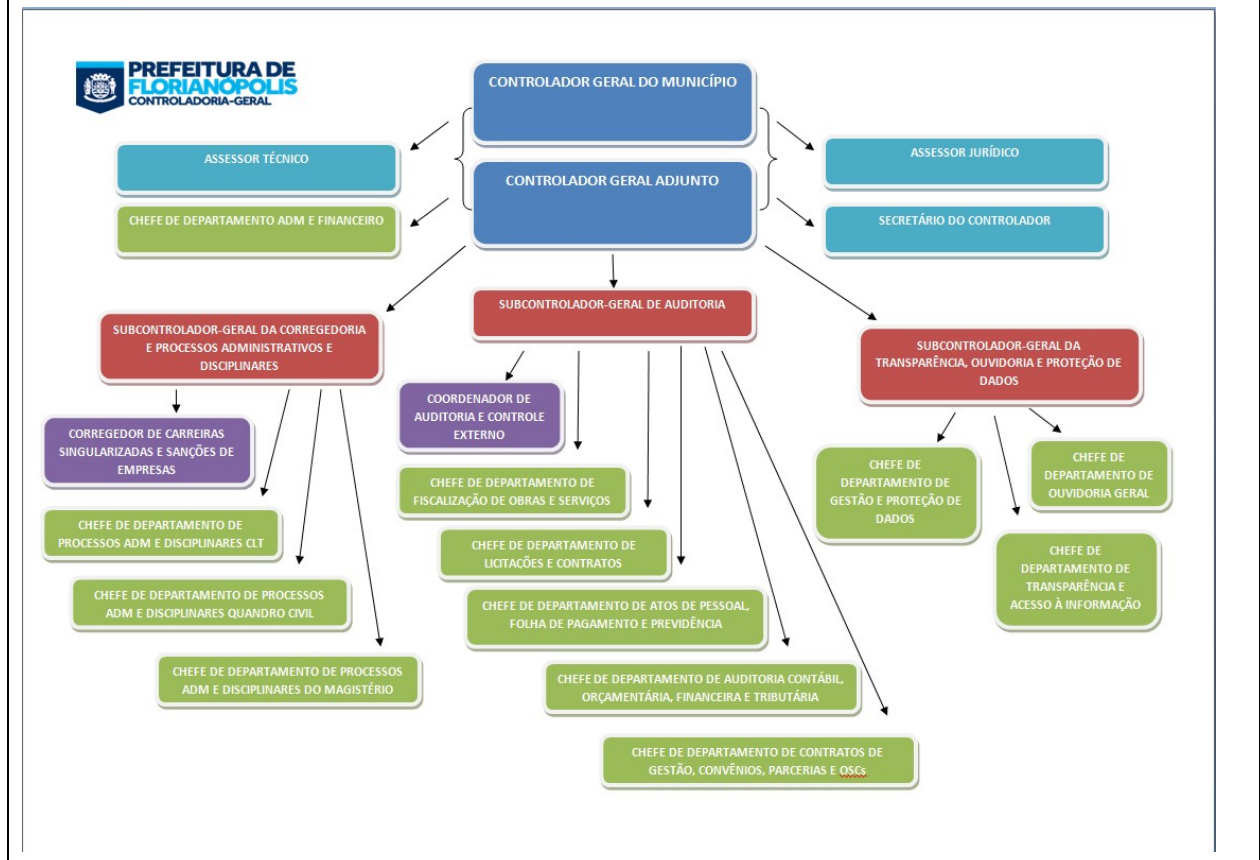 PREFEITURA DE
FLORIANÓPOLIS
CONTROLADORIA-GERAL
CONTROLADOR GERAL DO MUNICÍPIO
CONTROLADOR GERAL ADJUNTO
ASSESSOR TÉCNICO
CHEFE DE DEPARTAMENTO ADM E FINANCEIRO
ASSESSOR JURÍDICO
SECRETÁRIO DO CONTROLADOR
SUBCONTROLADOR-GERAL DA CORREGEDORIA
E PROCESSOS ADMINISTRATIVOS E
DISCIPLINARES
CORREGEDOR DE CARREIRAS
SINGULARIZADAS E SANÇÕES DE
EMPRESAS
CHEFE DE DEPARTAMENTO DE
PROCESSOS ADM E DISCIPLINARES CLT
CHEFE DE DEPARTAMENTO DE PROCESSOS
ADM E DISCIPLINARES QUANDRO CIVIL
CHEFE DE DEPARTAMENTO DE PROCESSOS
ADM E DISCIPLINARES DO MAGISTÉRIO
SUBCONTROLADOR-GERAL DE AUDITORIA
COORDENADOR DE
AUDITORIA E CONTROLE
EXTERNO
CHEFE DE DEPARTAMENTO DE
FISCALIZAÇÃO DE OBRAS E SERVIÇOS
CHEFE DE DEPARTAMENTO DE
LICITAÇÕES E CONTRATOS
CHEFE DE DEPARTAMENTO DE ATOS DE PESSOAL,
FOLHA DE PAGAMENTO E PREVIDÊNCIA
CHEFE DE DEPARTAMENTO DE AUDITORIA CONTÁBIL,
ORÇAMENTÁRIA, FINANCEIRA E TRIBUTÁRIA
CHEFE DE DEPARTAMENTO DE CONTRATOS DE
GESTÃO, CONVÊNIOS, PARCERIAS E OSCs
SUBCONTROLADOR-GERAL DA
TRANSPARÊNCIA, OUVIDORIA E PROTEÇÃO DE
DADOS
CHEFE DE
DEPARTAMENTO DE
GESTÃO E PROTEÇÃO DE
DADOS
CHEFE DE
DEPARTAMENTO DE
TRANSPARÊNCIA E
ACESSO À INFORMAÇÃO
CHEFE DE
DEPARTAMENTO DE
OUVIDORIA GERAL